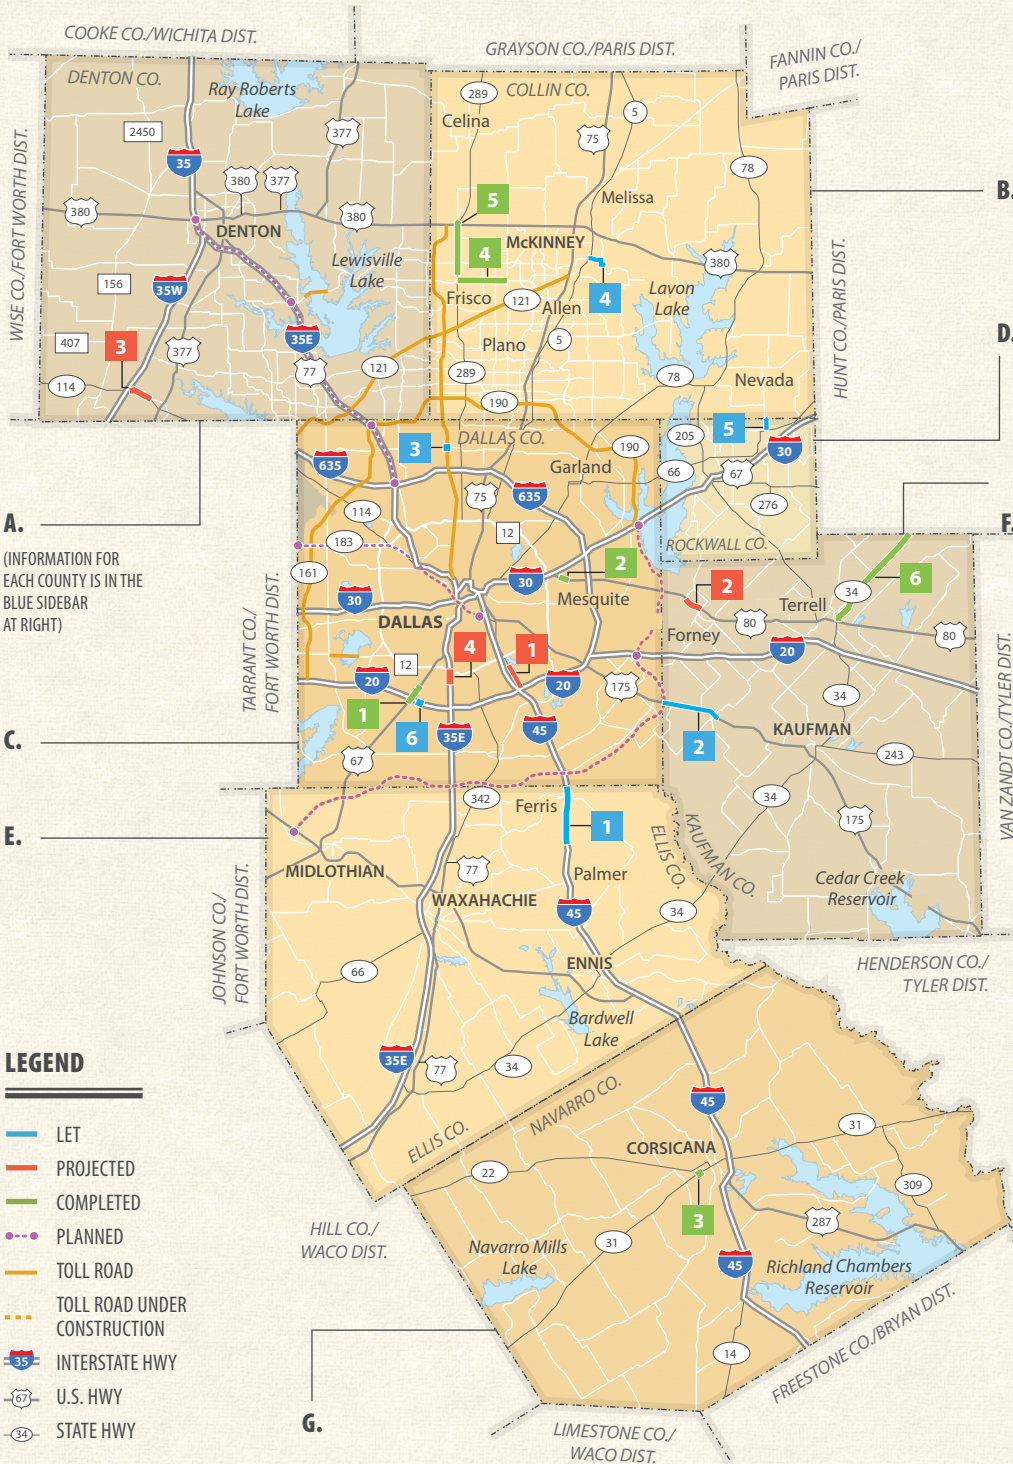 COOKE CO./WICHITA DIST.
GRAYSON CO./PARIS DIST.
FANNIN CO./
PARIS DIST.
DENTON CO.
Ray Roberts
Lake
289
COLLIN CO.
5
Celina
2450
377
75
WISE CO./FORT WORTH DIST.
35
78
380
377
Melissa
B.
5
380
380
DENTON
McKINNEY
4
Lewisville
Lake
380
156
35W
4
Lavon
Lake
HUNT CO./PARIS DIST.
Frisco
121
Allen
407
3
377
35E
Plano
5
D.
77
121
289
78
Nevada
114
190
5
205
30
3
DALLAS CO.
190
635
Garland
66
67
75
635
276
A.
114
12
F.
(INFORMATION FOR
EACH COUNTY IS IN THE
BLUE SIDEBAR
AT RIGHT)
183
ROCKWALL CO.
161
30
2
6
30
Mesquite
2
34
Terrell
DALLAS
80
80
TARRANT CO./
FORT WORTH DIST.
Forney
4
1
20
12
20
20
175
34
1
6
KAUFMAN
VAN ZANDT CO./TYLER DIST.
C.
35E
45
2
67
243
342
Ferris
34
E.
1
175
ELLIS CO.
KAUFMAN CO.
MIDLOTHIAN
77
Palmer
Cedar Creek
Reservoir
WAXAHACHIE
45
34
JOHNSON CO./
FORT WORTH DIST.
66
ENNIS
HENDERSON CO./
TYLER DIST.
Bardwell
Lake
35E
77
34
LEGEND
NAVARRO CO.
45
ELLIS CO.
31
LET
CORSICANA
PROJECTED
22
309
COMPLETED
3
287
PLANNED
HILL CO./
WACO DIST.
31
Navarro Mills
Lake
45
Richland Chambers
Reservoir
TOLL ROAD
TOLL ROAD UNDER
CONSTRUCTION
14
FREESTONE CO./BRYAN DIST.
35
INTERSTATE HWY
67
U.S. HWY
G.
34
STATE HWY
LIMESTONE CO./
WACO DIST.